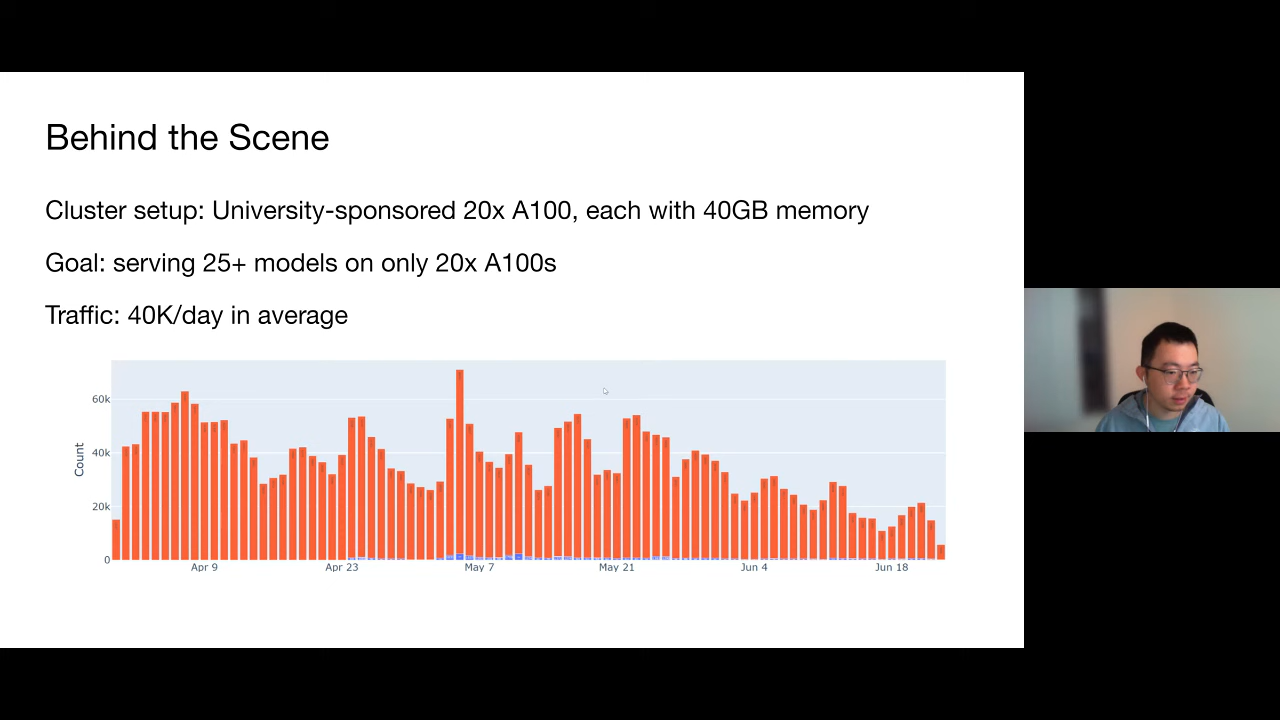 Behind the Scene
Cluster setup: University-sponsored 20x A100, each with 40GB memory
Goal: serving 25+ models on only 20x A100s
Traffic: 40K/day in average
60k
40k
20k
0
Count
Apr 9
Apr 23
May 7
May 21
Jun 4
Jun 18